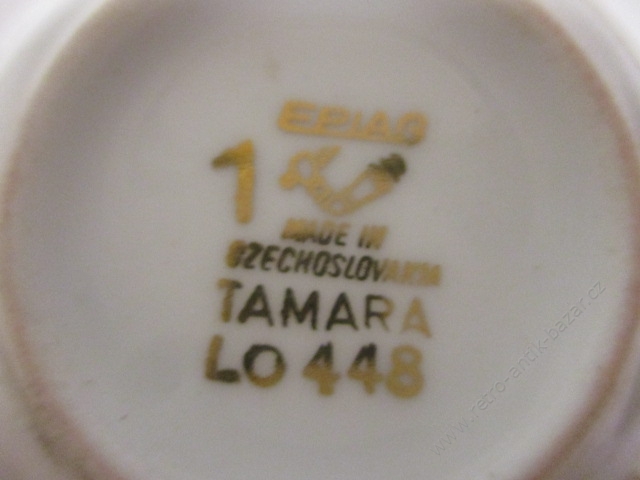 EPIAG
1
MADE IN
CZECHOSLOVAKIA
TAMARA
LO 448
www.retro-antik-bazar.cz